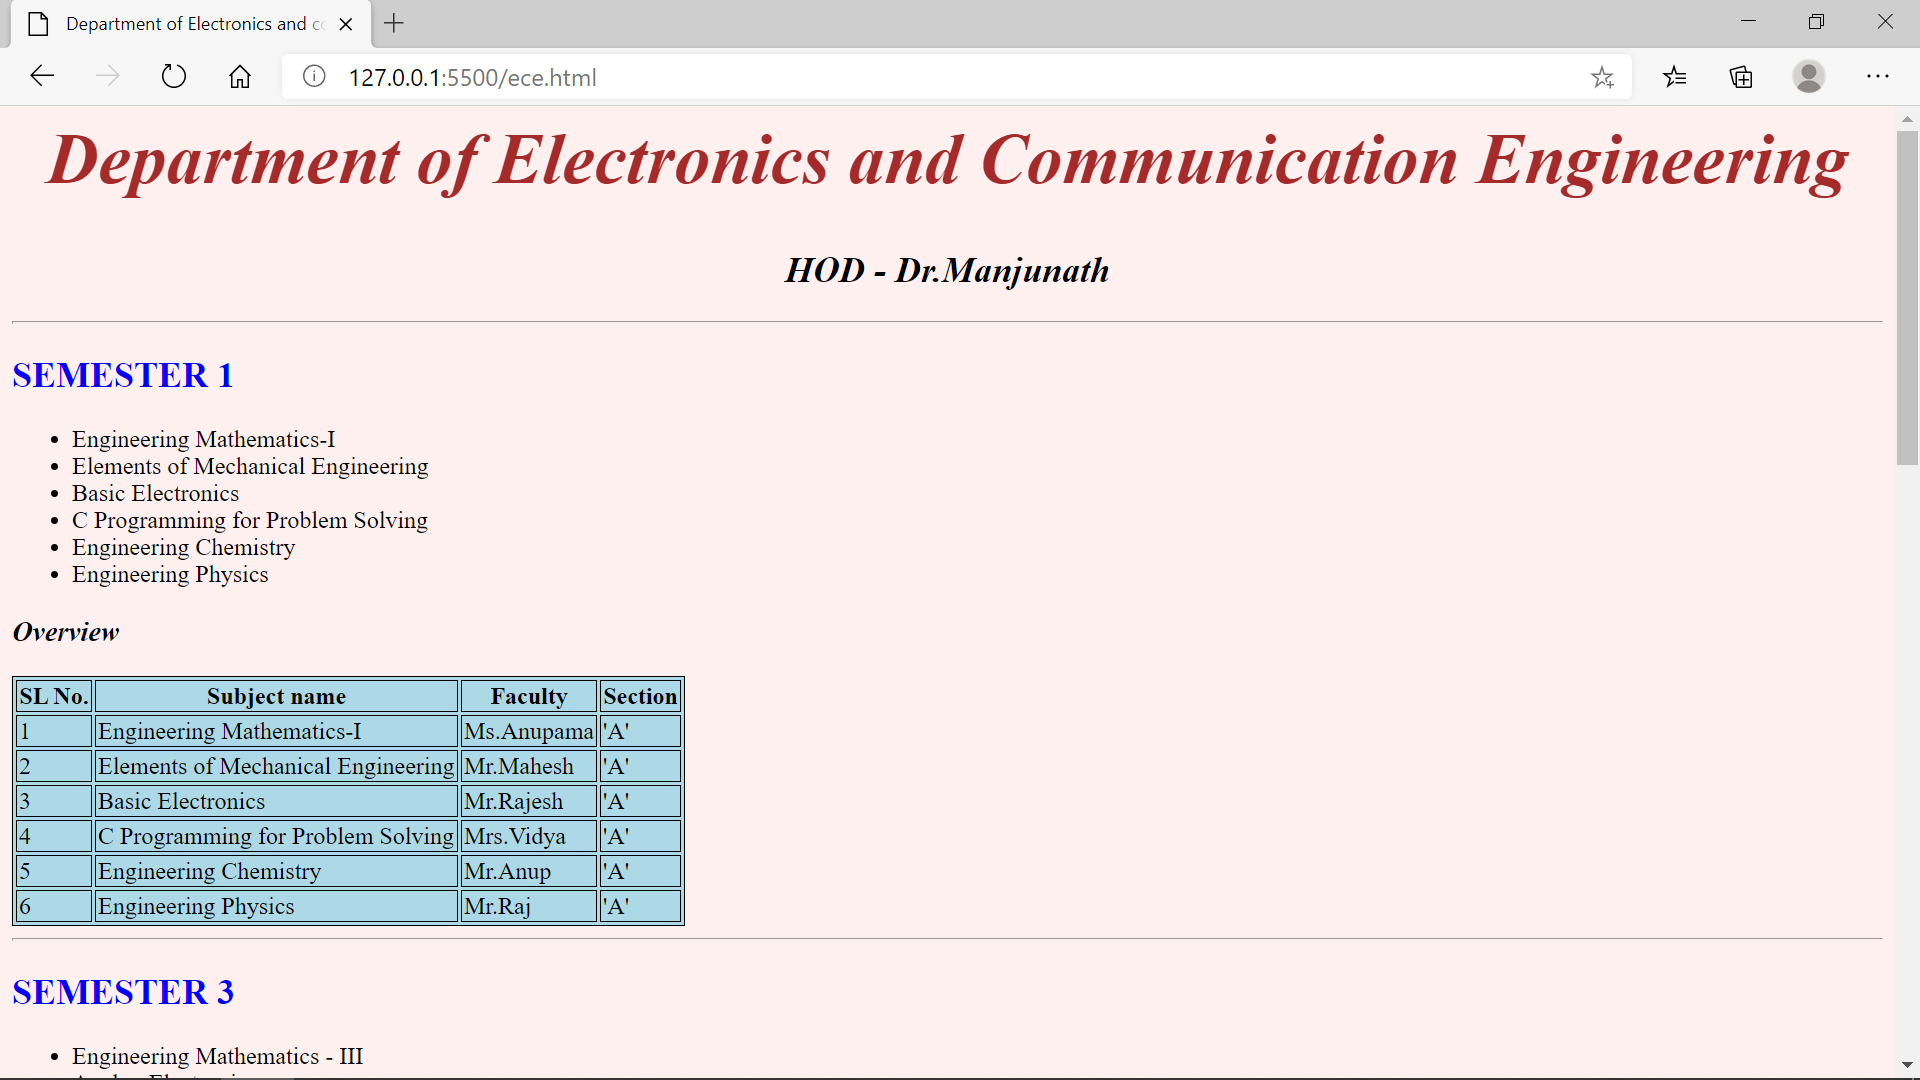 Department of Electronics and c
127.0.0.1:5500/ece.html
Department of Electronics and Communication Engineering
HOD - Dr.Manjunath
SEMESTER 1
• Engineering Mathematics-I
• Elements of Mechanical Engineering
• Basic Electronics
• C Programming for Problem Solving
• Engineering Chemistry
• Engineering Physics
Overview
SL No. Subject name Faculty Section
1 Engineering Mathematics-I Ms.Anupama 'A'
2 Elements of Mechanical Engineering Mr.Mahesh 'A'
3 Basic Electronics Mr.Rajesh 'A'
4 C Programming for Problem Solving Mrs.Vidya 'A'
5 Engineering Chemistry Mr.Anup 'A'
6 Engineering Physics Mr.Raj 'A'
SEMESTER 3
• Engineering Mathematics - III